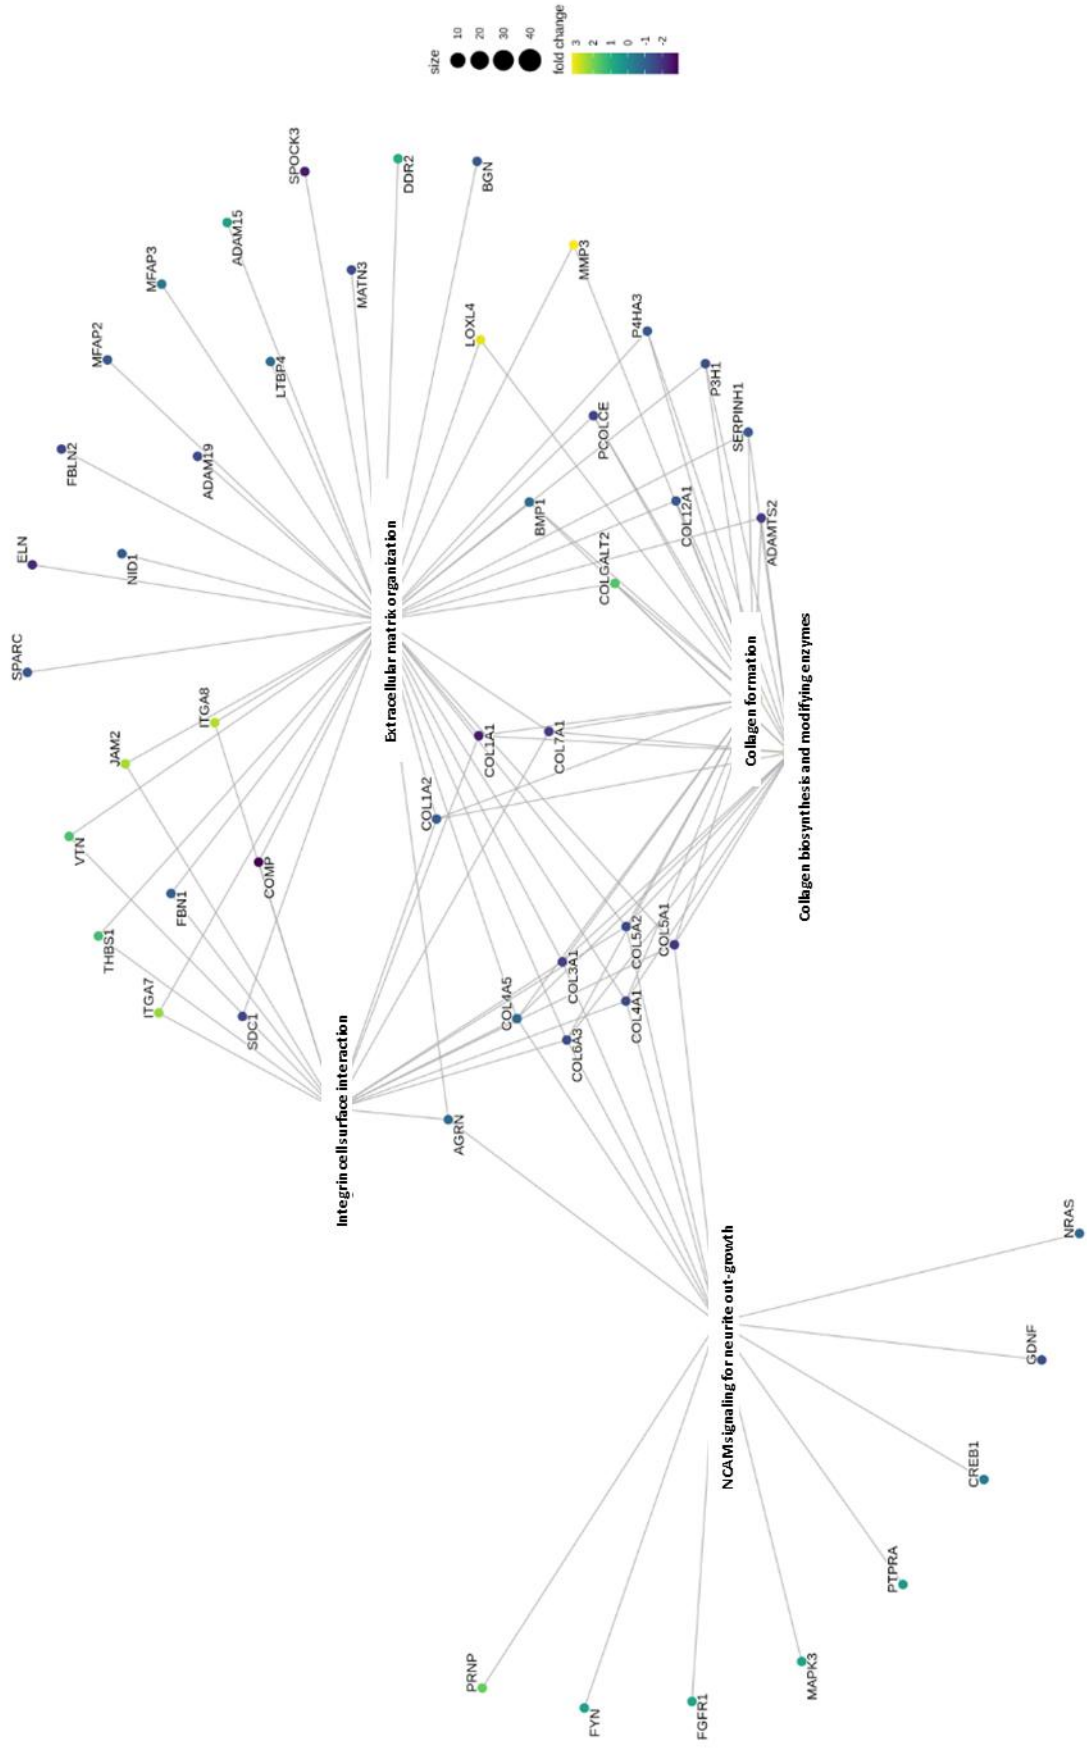 size
10
20
30
40
fold change
3
2
1
0
-1
-2
SPOCK3
DDR2
BGN
ADAM15
MFAP3
MATN3
MMP3
MFAP2
LTBP4
LOXL4
P4HA3
P3H1
FBLN2
ADAM19
PCOLCE
SERPINH1
ELN
NID1
BMP1
COL12A1
ADAMTS2
COLGALT2
SPARC
Extracellular matrix organization
ITGA8
JAM2
COL1A1
COL7A1
Collagen formation
Collagen biosynthesis and modifying enzymes
VTN
COL1A2
COMP
FBN1
THBS1
COL5A2
COL5A1
COL3A1
ITGA7
SDC1
COL4A5
COL4A1
COL6A3
Integrin cell surface interaction
AGRN
NRAS
NCAM signaling for neurite out-growth
GDNF
CREB1
PTPRA
PRNP
MAPK3
FYN
FGFR1